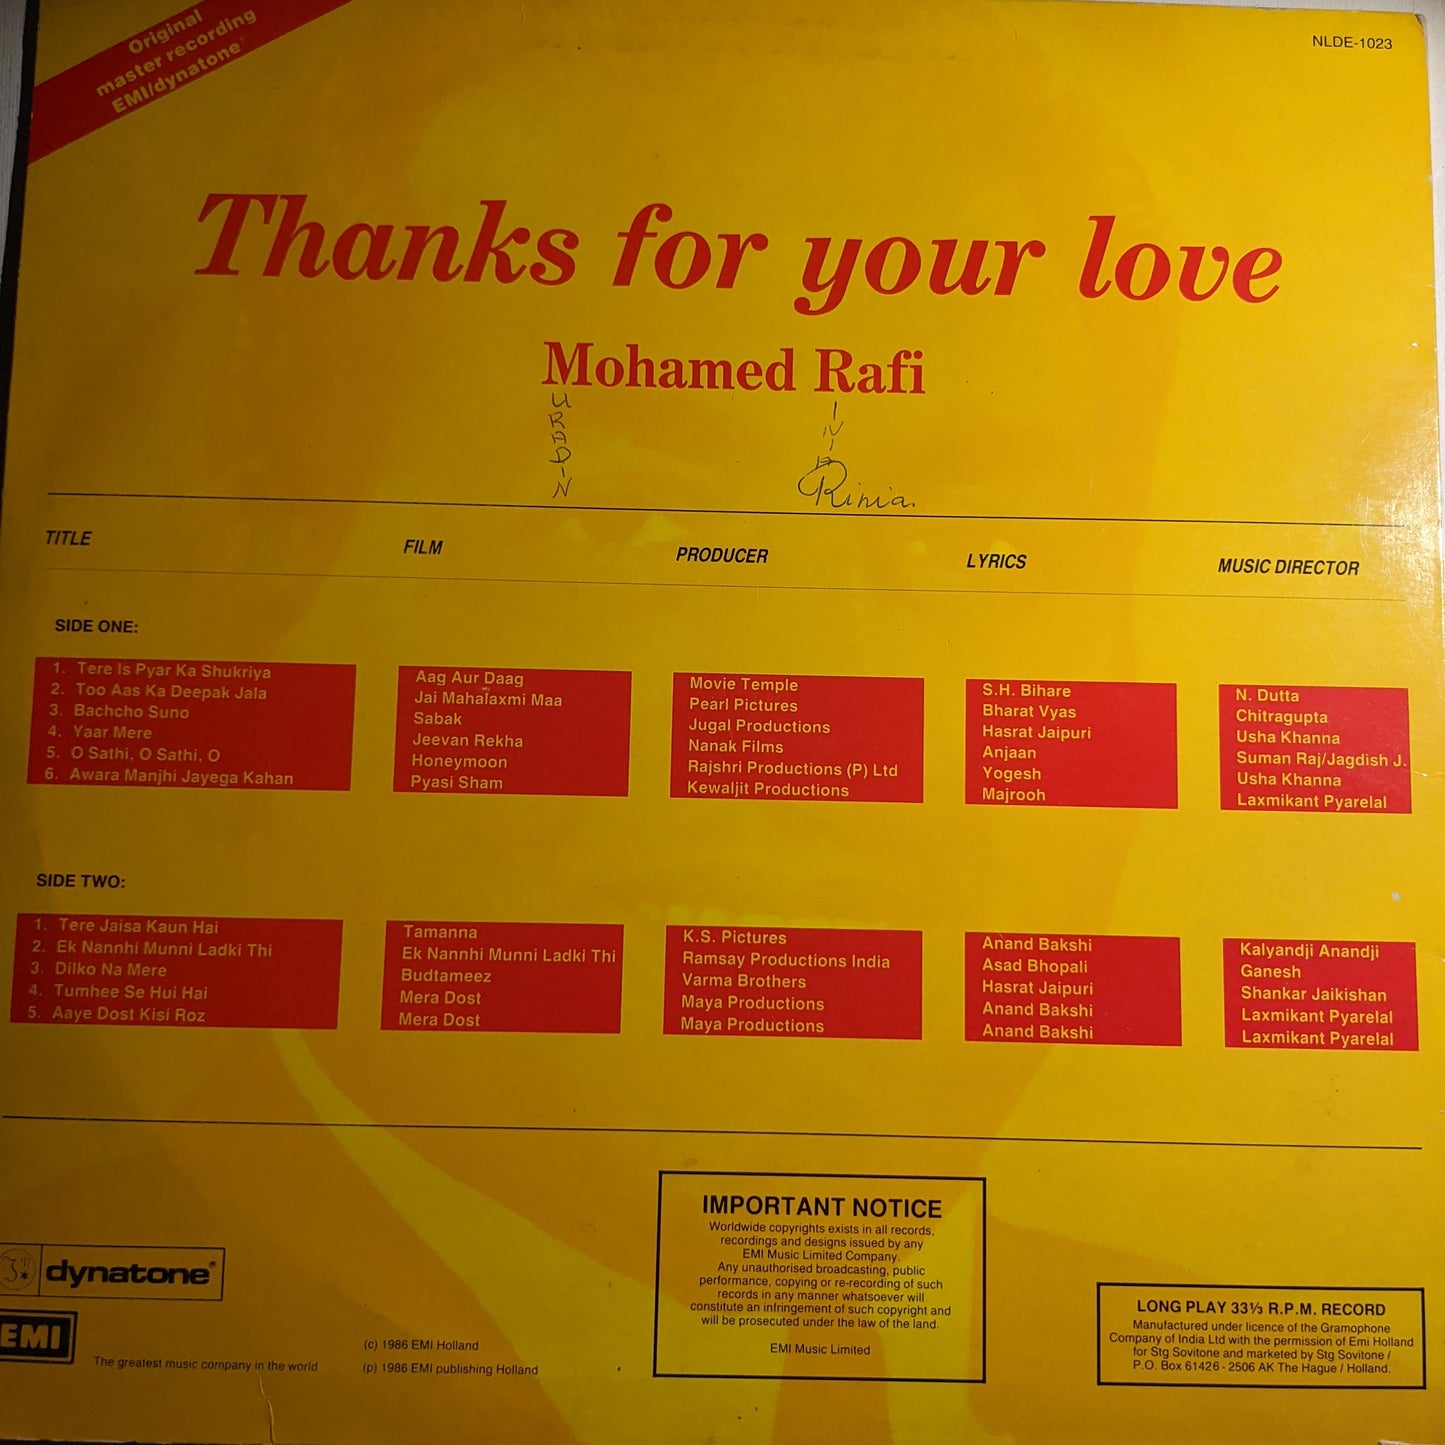 Original
master recording
EMI/dynatone
NLDE-1023
Thanks for your love
Mohamed Rafi
U
R
A
D
D
I
N
I
N
I
A
Rinia.
TITLE FILM PRODUCER LYRICS MUSIC DIRECTOR
SIDE ONE:
1. Tere Is Pyar Ka Shukriya Aag Aur Daag Movie Temple S.H. Bihare N. Dutta
2. Too Aas Ka Deepak Jala Jai Mahalaxmi Maa Pearl Pictures Bharat Vyas Chitragupta
3. Bachcho Suno Sabak Jugal Productions Hasrat Jaipuri Usha Khanna
4. Yaar Mere Jeevan Rekha Nanak Films Anjaan Suman Raj/Jagdish J.
5. O Sathi, O Sathi, O Honeymoon Rajshri Productions (P) Ltd Yogesh Usha Khanna
6. Awara Manjhi Jayega Kahan Pyasi Sham Kewaljit Productions Majrooh Laxmikant Pyarelal
SIDE TWO:
1. Tere Jaisa Kaun Hai Tamanna K.S. Pictures Anand Bakshi Kalyandji Anandji
2. Ek Nannhi Munni Ladki Thi Ek Nannhi Munni Ladki Thi Ramsay Productions India Asad Bhopali Ganesh
3. Dilko Na Mere Budtameez Varma Brothers Hasrat Jaipuri Shankar Jaikishan
4. Tumhee Se Hui Hai Mera Dost Maya Productions Anand Bakshi Laxmikant Pyarelal
5. Aaye Dost Kisi Roz Mera Dost Maya Productions Anand Bakshi Laxmikant Pyarelal
dynatone®
EMI
The greatest music company in the world
(c) 1986 EMI Holland
(p) 1986 EMI publishing Holland
IMPORTANT NOTICE
Worldwide copyrights exists in all records,
recordings and designs issued by any
EMI Music Limited Company.
Any unauthorised broadcasting, public
performance, copying or re-recording of such
records in any manner whatsoever will
constitute an infringement of such copyright and
will be prosecuted under the law of the land.
EMI Music Limited
LONG PLAY 33⅓ R.P.M. RECORD
Manufactured under licence of the Gramophone
Company of India Ltd with the permission of Emi Holland
for Stg Sovitone and marketed by Stg Sovitone /
P.O. Box 61426 - 2506 AK The Hague / Holland.